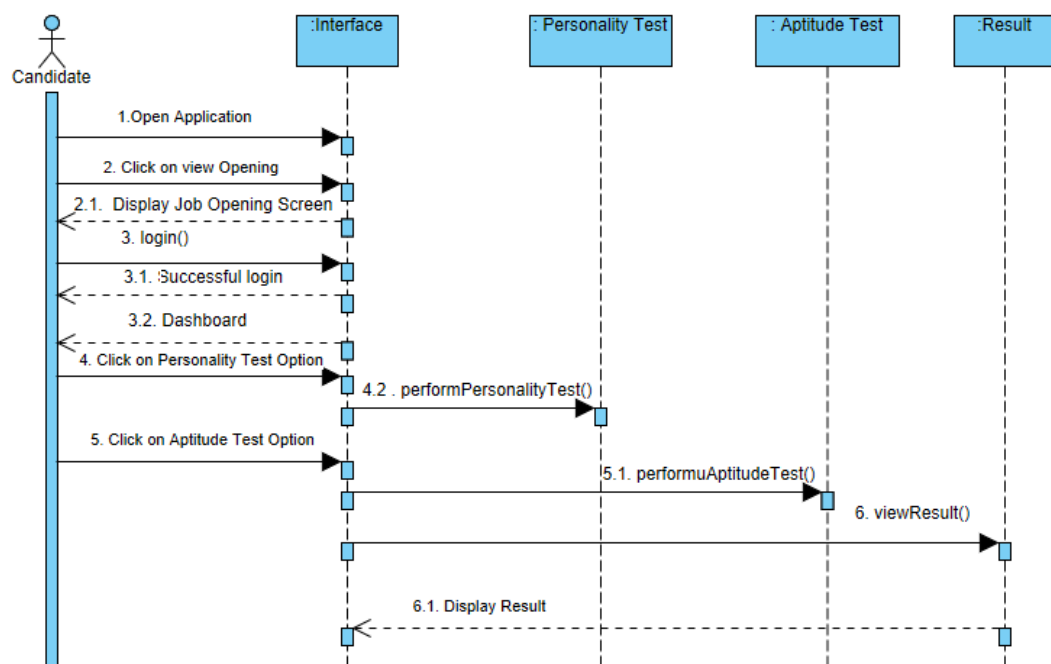 :Interface
: Personality Test
: Aptitude Test
:Result
Candidate
1.Open Application
2. Click on view Opening
2.1. Display Job Opening Screen
3. login()
3.1. Successful login
3.2. Dashboard
4. Click on Personality Test Option
4.2 . performPersonalityTest()
5. Click on Aptitude Test Option
5.1. performuAptitudeTest()
6. viewResult()
6.1. Display Result